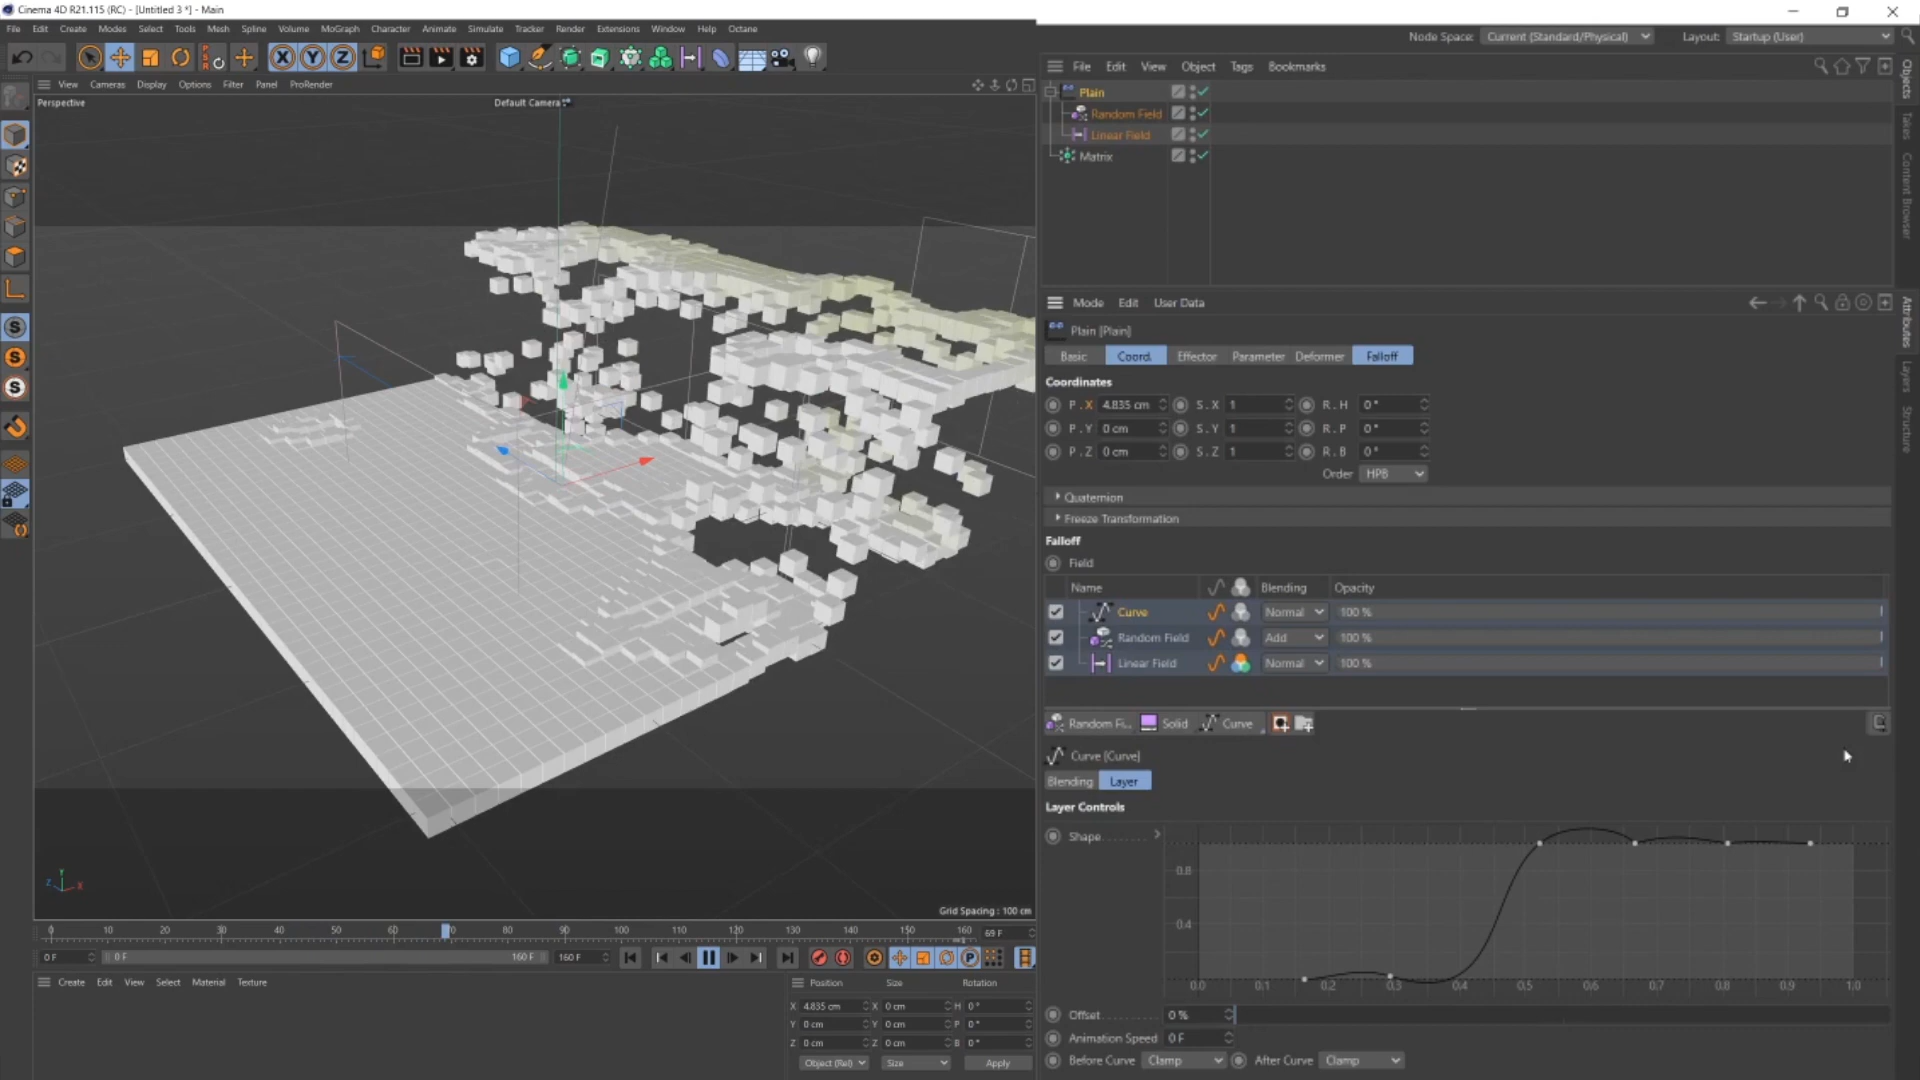 Cinema 4D R21.115 (RC) - [Untitled 3 *] - Main
File Edit Create Modes Select Tools Mesh Spline Volume MoGraph Character Animate Simulate Tracker Render Extensions Window Help Octane
Node Space: Current (Standard/Physical) Layout: Startup (User)
View Cameras Display Options Filter Panel ProRender
Perspective
Default Camera
Grid Spacing : 100 cm
File Edit View Object Tags Bookmarks
Plain
Random Field
Linear Field
Matrix
Objects
Takes
Content Browser
Attributes
Layers
Structure
Mode Edit User Data
Plain [Plain]
Basic Coord. Effector Parameter Deformer Falloff
Coordinates
P . X 4.835 cm S . X 1 R . H 0 °
P . Y 0 cm S . Y 1 R . P 0 °
P . Z 0 cm S . Z 1 R . B 0 °
Order HPB
Quaternion
Freeze Transformation
Falloff
Field
Name Blending Opacity
Curve Normal 100 %
Random Field Add 100 %
Linear Field Normal 100 %
Random Fi... Solid Curve
Curve [Curve]
Blending Layer
Layer Controls
Shape
0.8
0.4
0.0 0.1 0.2 0.3 0.4 0.5 0.6 0.7 0.8 0.9 1.0
Offset 0 %
Animation Speed 0 F
Before Curve Clamp After Curve Clamp
0 10 20 30 40 50 60 70 80 90 100 110 120 130 140 150 160 69 F
0 F 0 F 160 F 160 F
Create Edit View Select Material Texture
Position Size Rotation
X 4.835 cm X 0 cm H 0 °
Y 0 cm Y 0 cm P 0 °
Z 0 cm Z 0 cm B 0 °
Object (Rel) Size Apply